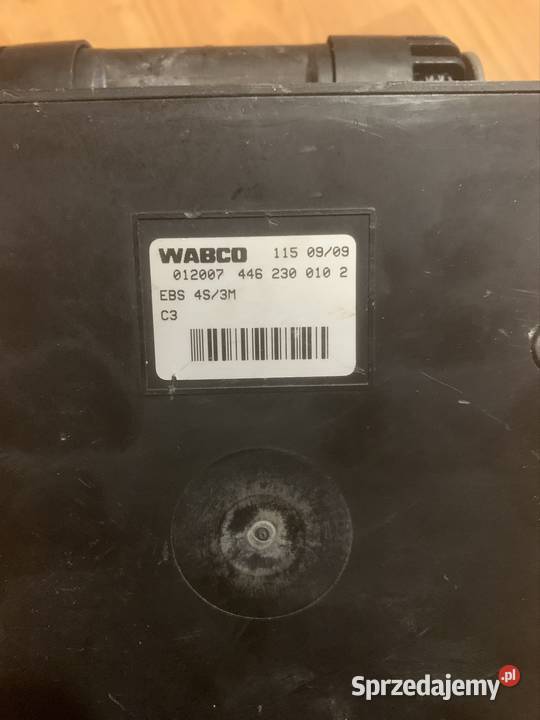 WABCO 115 09/09
012007 446 230 010 2
EBS 4S/3M
C3
Sprzedajemy.pl